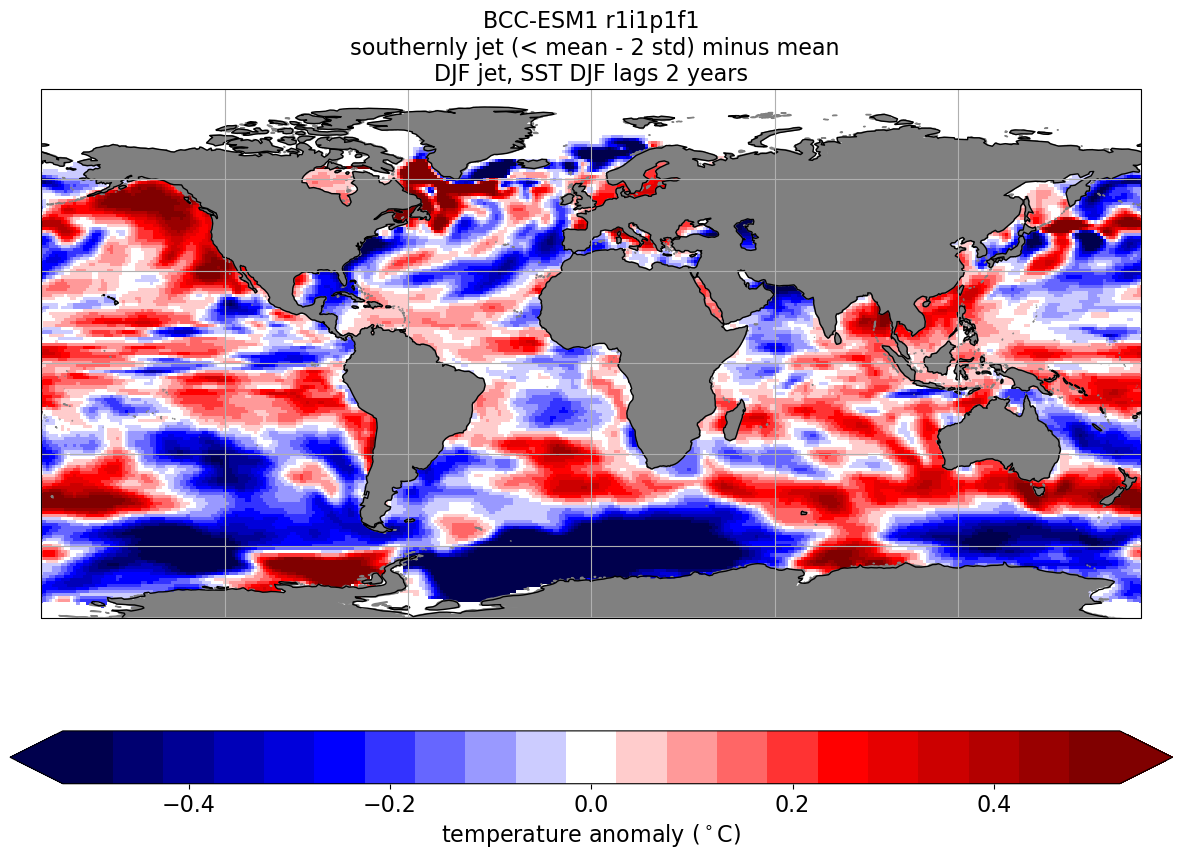 BCC-ESM1 r1i1p1f1
southernly jet (< mean - 2 std) minus mean
DJF jet, SST DJF lags 2 years
−0.4 −0.2 0.0 0.2 0.4
temperature anomaly (∘C)